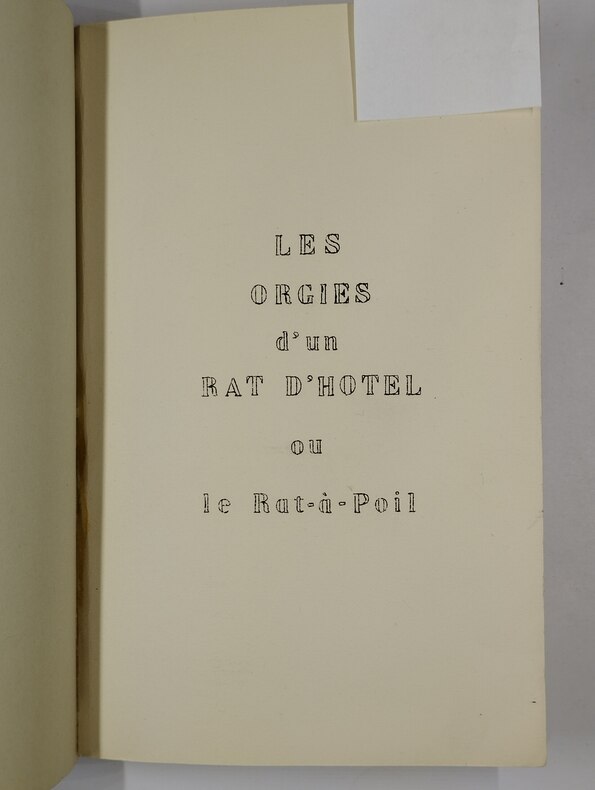 LES
ORGIES
d'un
RAT D'HOTEL
ou
le Rat-à-Poil